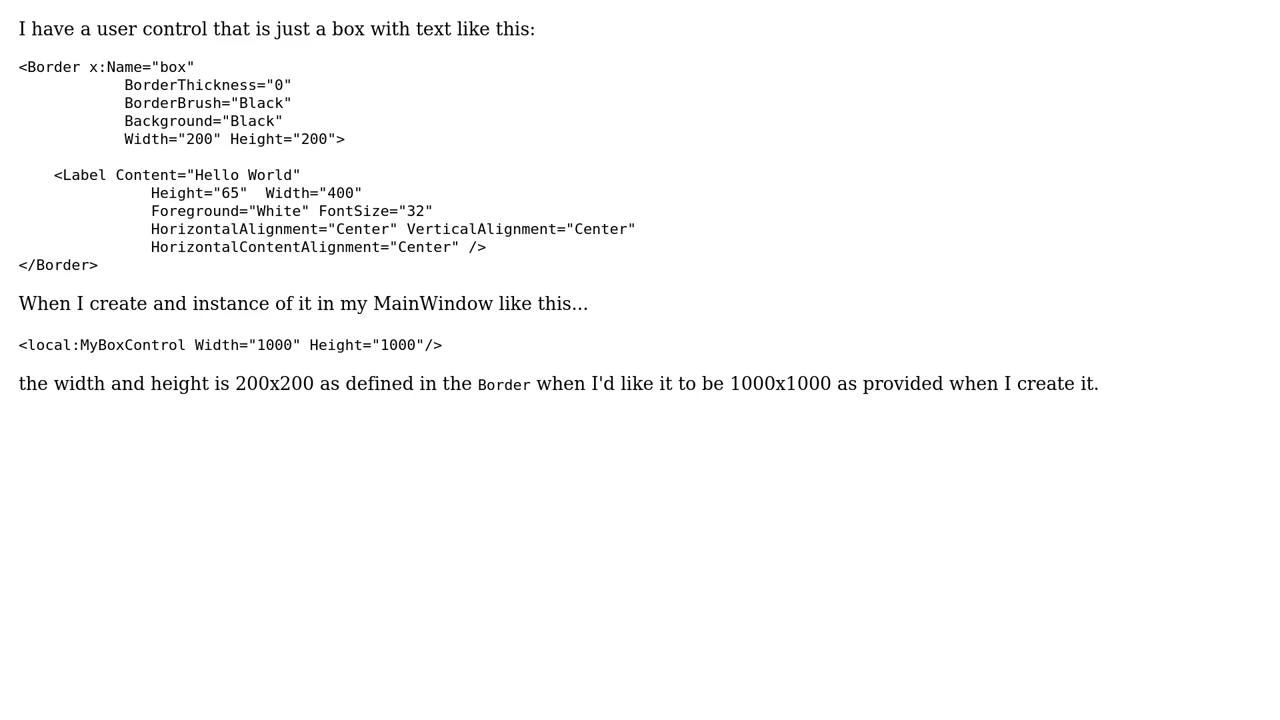 I have a user control that is just a box with text like this:
<Border x:Name="box"
            BorderThickness="0"
            BorderBrush="Black"
            Background="Black"
            Width="200" Height="200">

    <Label Content="Hello World"
               Height="65"  Width="400"
               Foreground="White" FontSize="32"
               HorizontalAlignment="Center" VerticalAlignment="Center"
               HorizontalContentAlignment="Center" />
</Border>
When I create and instance of it in my MainWindow like this...
<local:MyBoxControl Width="1000" Height="1000"/>
the width and height is 200x200 as defined in the Border when I'd like it to be 1000x1000 as provided when I create it.